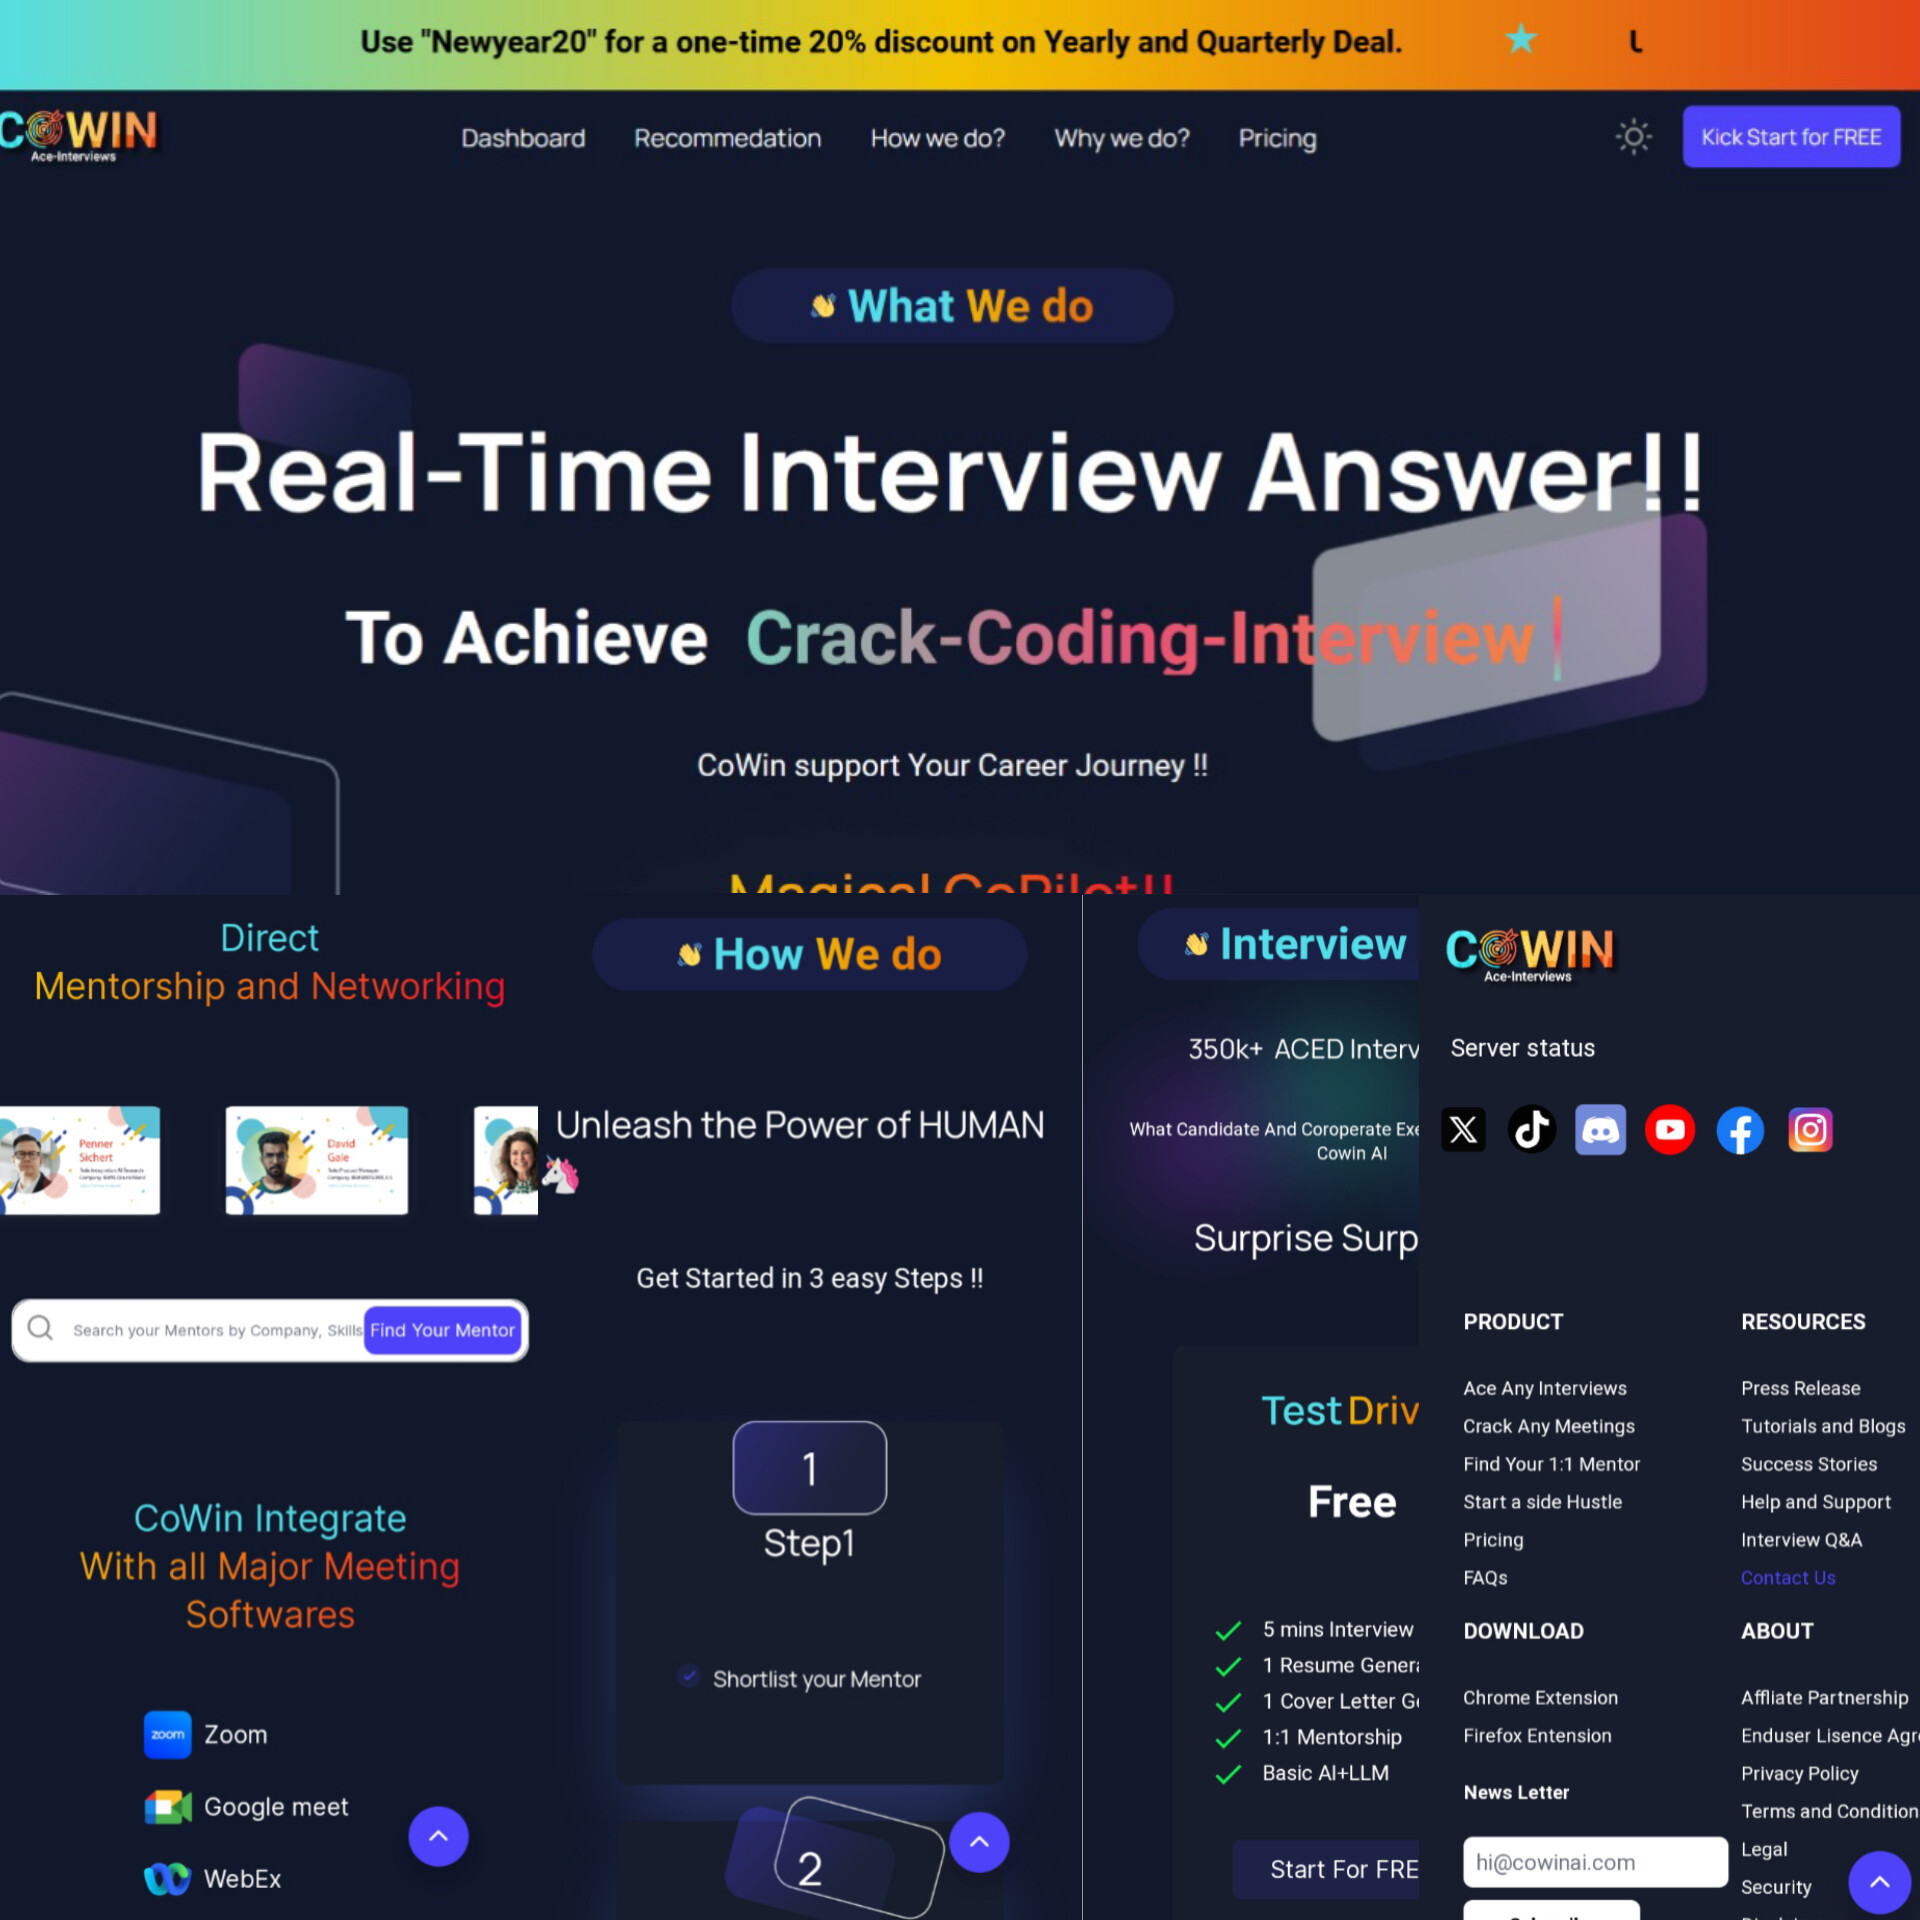 Use "Newyear20" for a one-time 20% discount on Yearly and Quarterly Deal.
COWIN
Ace-Interviews
Dashboard
Recommedation
How we do?
Why we do?
Pricing
Kick Start for FREE
What We do
Real-Time Interview Answer!!
To Achieve Crack-Coding-Interview
CoWin support Your Career Journey !!
Magical CoPilot!!
Direct
Mentorship and Networking
Penner
Sichert
David
Gale
Search your Mentors by Company, Skills
Find Your Mentor
CoWin Integrate
With all Major Meeting
Softwares
zoom
Zoom
Google meet
WebEx
How We do
Unleash the Power of HUMAN
Get Started in 3 easy Steps !!
1
Step1
Shortlist your Mentor
2
Interview
350k+ ACED Interv
What Candidate And Coroperate Exe
Cowin AI
Surprise Surp
Test Driv
Free
5 mins Interview
1 Resume Genera
1 Cover Letter Ge
1:1 Mentorship
Basic AI+LLM
Start For FRE
COWIN
Ace-Interviews
Server status
PRODUCT
Ace Any Interviews
Crack Any Meetings
Find Your 1:1 Mentor
Start a side Hustle
Pricing
FAQs
RESOURCES
Press Release
Tutorials and Blogs
Success Stories
Help and Support
Interview Q&A
Contact Us
DOWNLOAD
Chrome Extension
Firefox Entension
News Letter
hi@cowinai.com
ABOUT
Affliate Partnership
Enduser Lisence Agre
Privacy Policy
Terms and Condition
Legal
Security